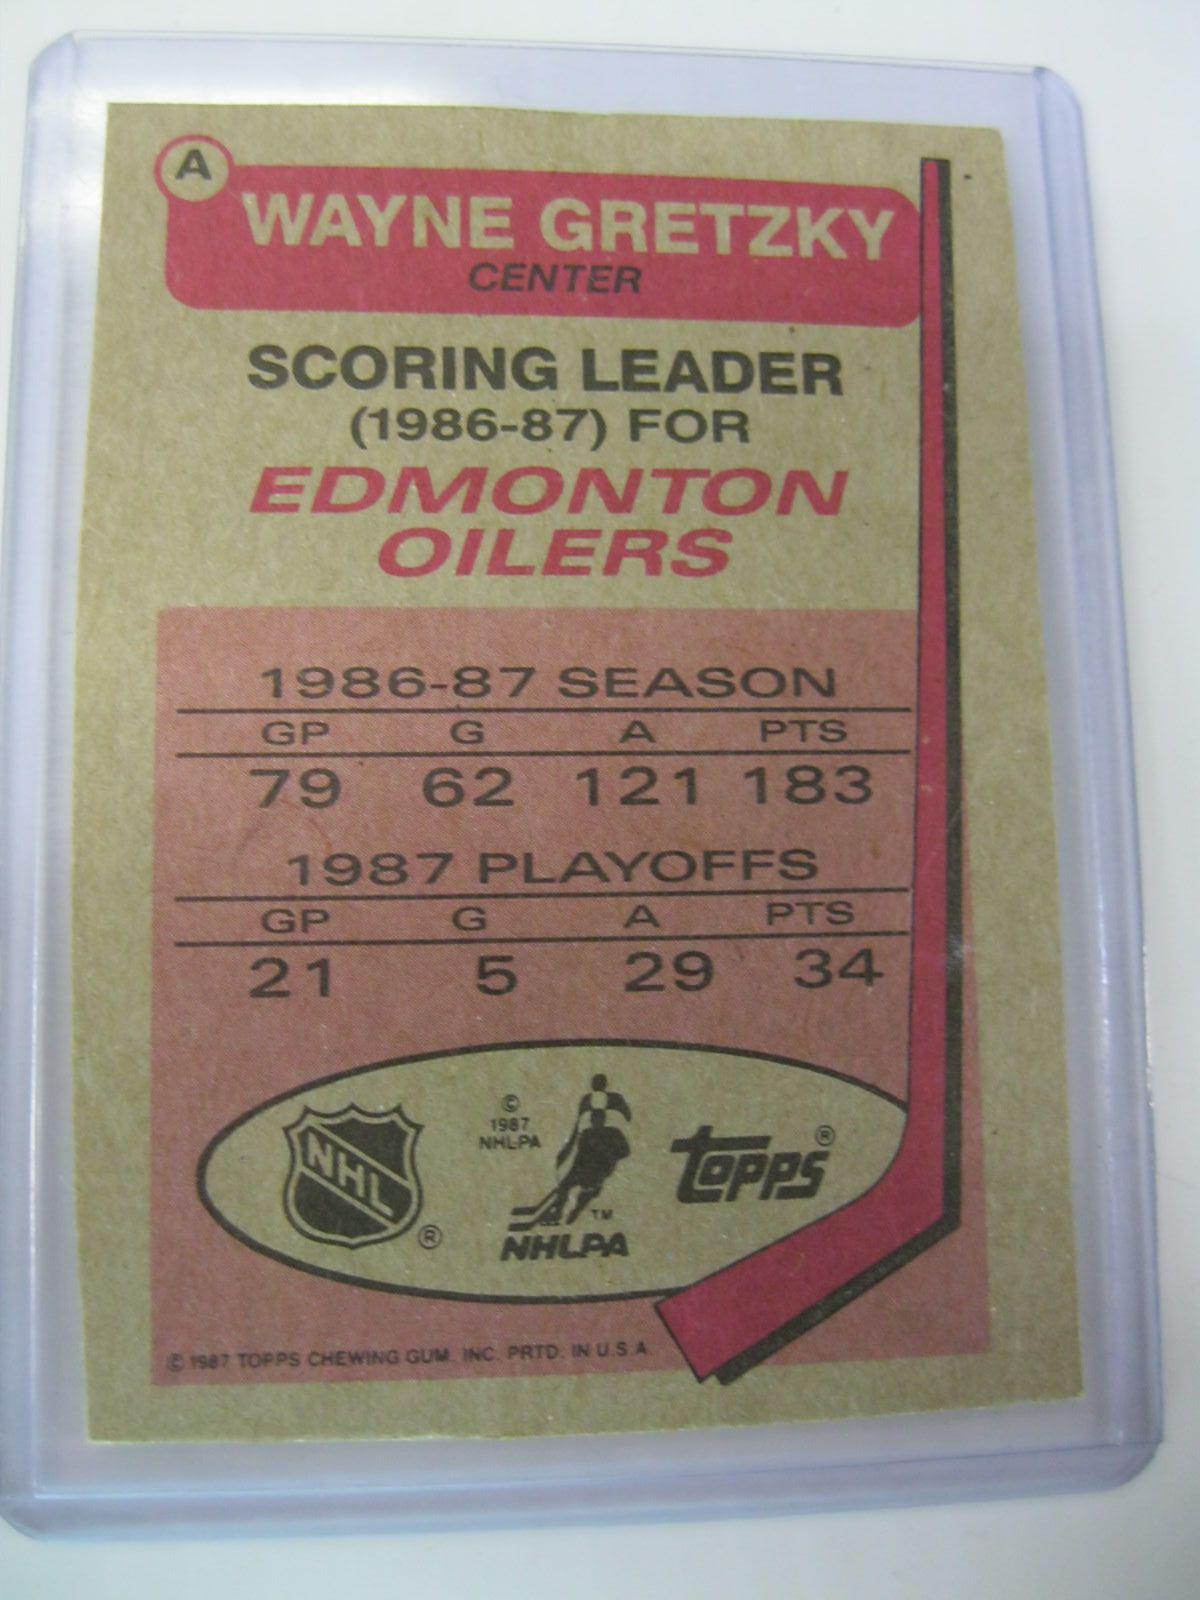 A
WAYNE GRETZKY
CENTER
SCORING LEADER
(1986-87) FOR
EDMONTON
OILERS
1986-87 SEASON
GP G A PTS
79 62 121 183
1987 PLAYOFFS
GP G A PTS
21 5 29 34
NHL ®
© 1987 NHLPA
TM
NHLPA
topps ®
© 1987 TOPPS CHEWING GUM, INC. PRTD. IN U.S.A.